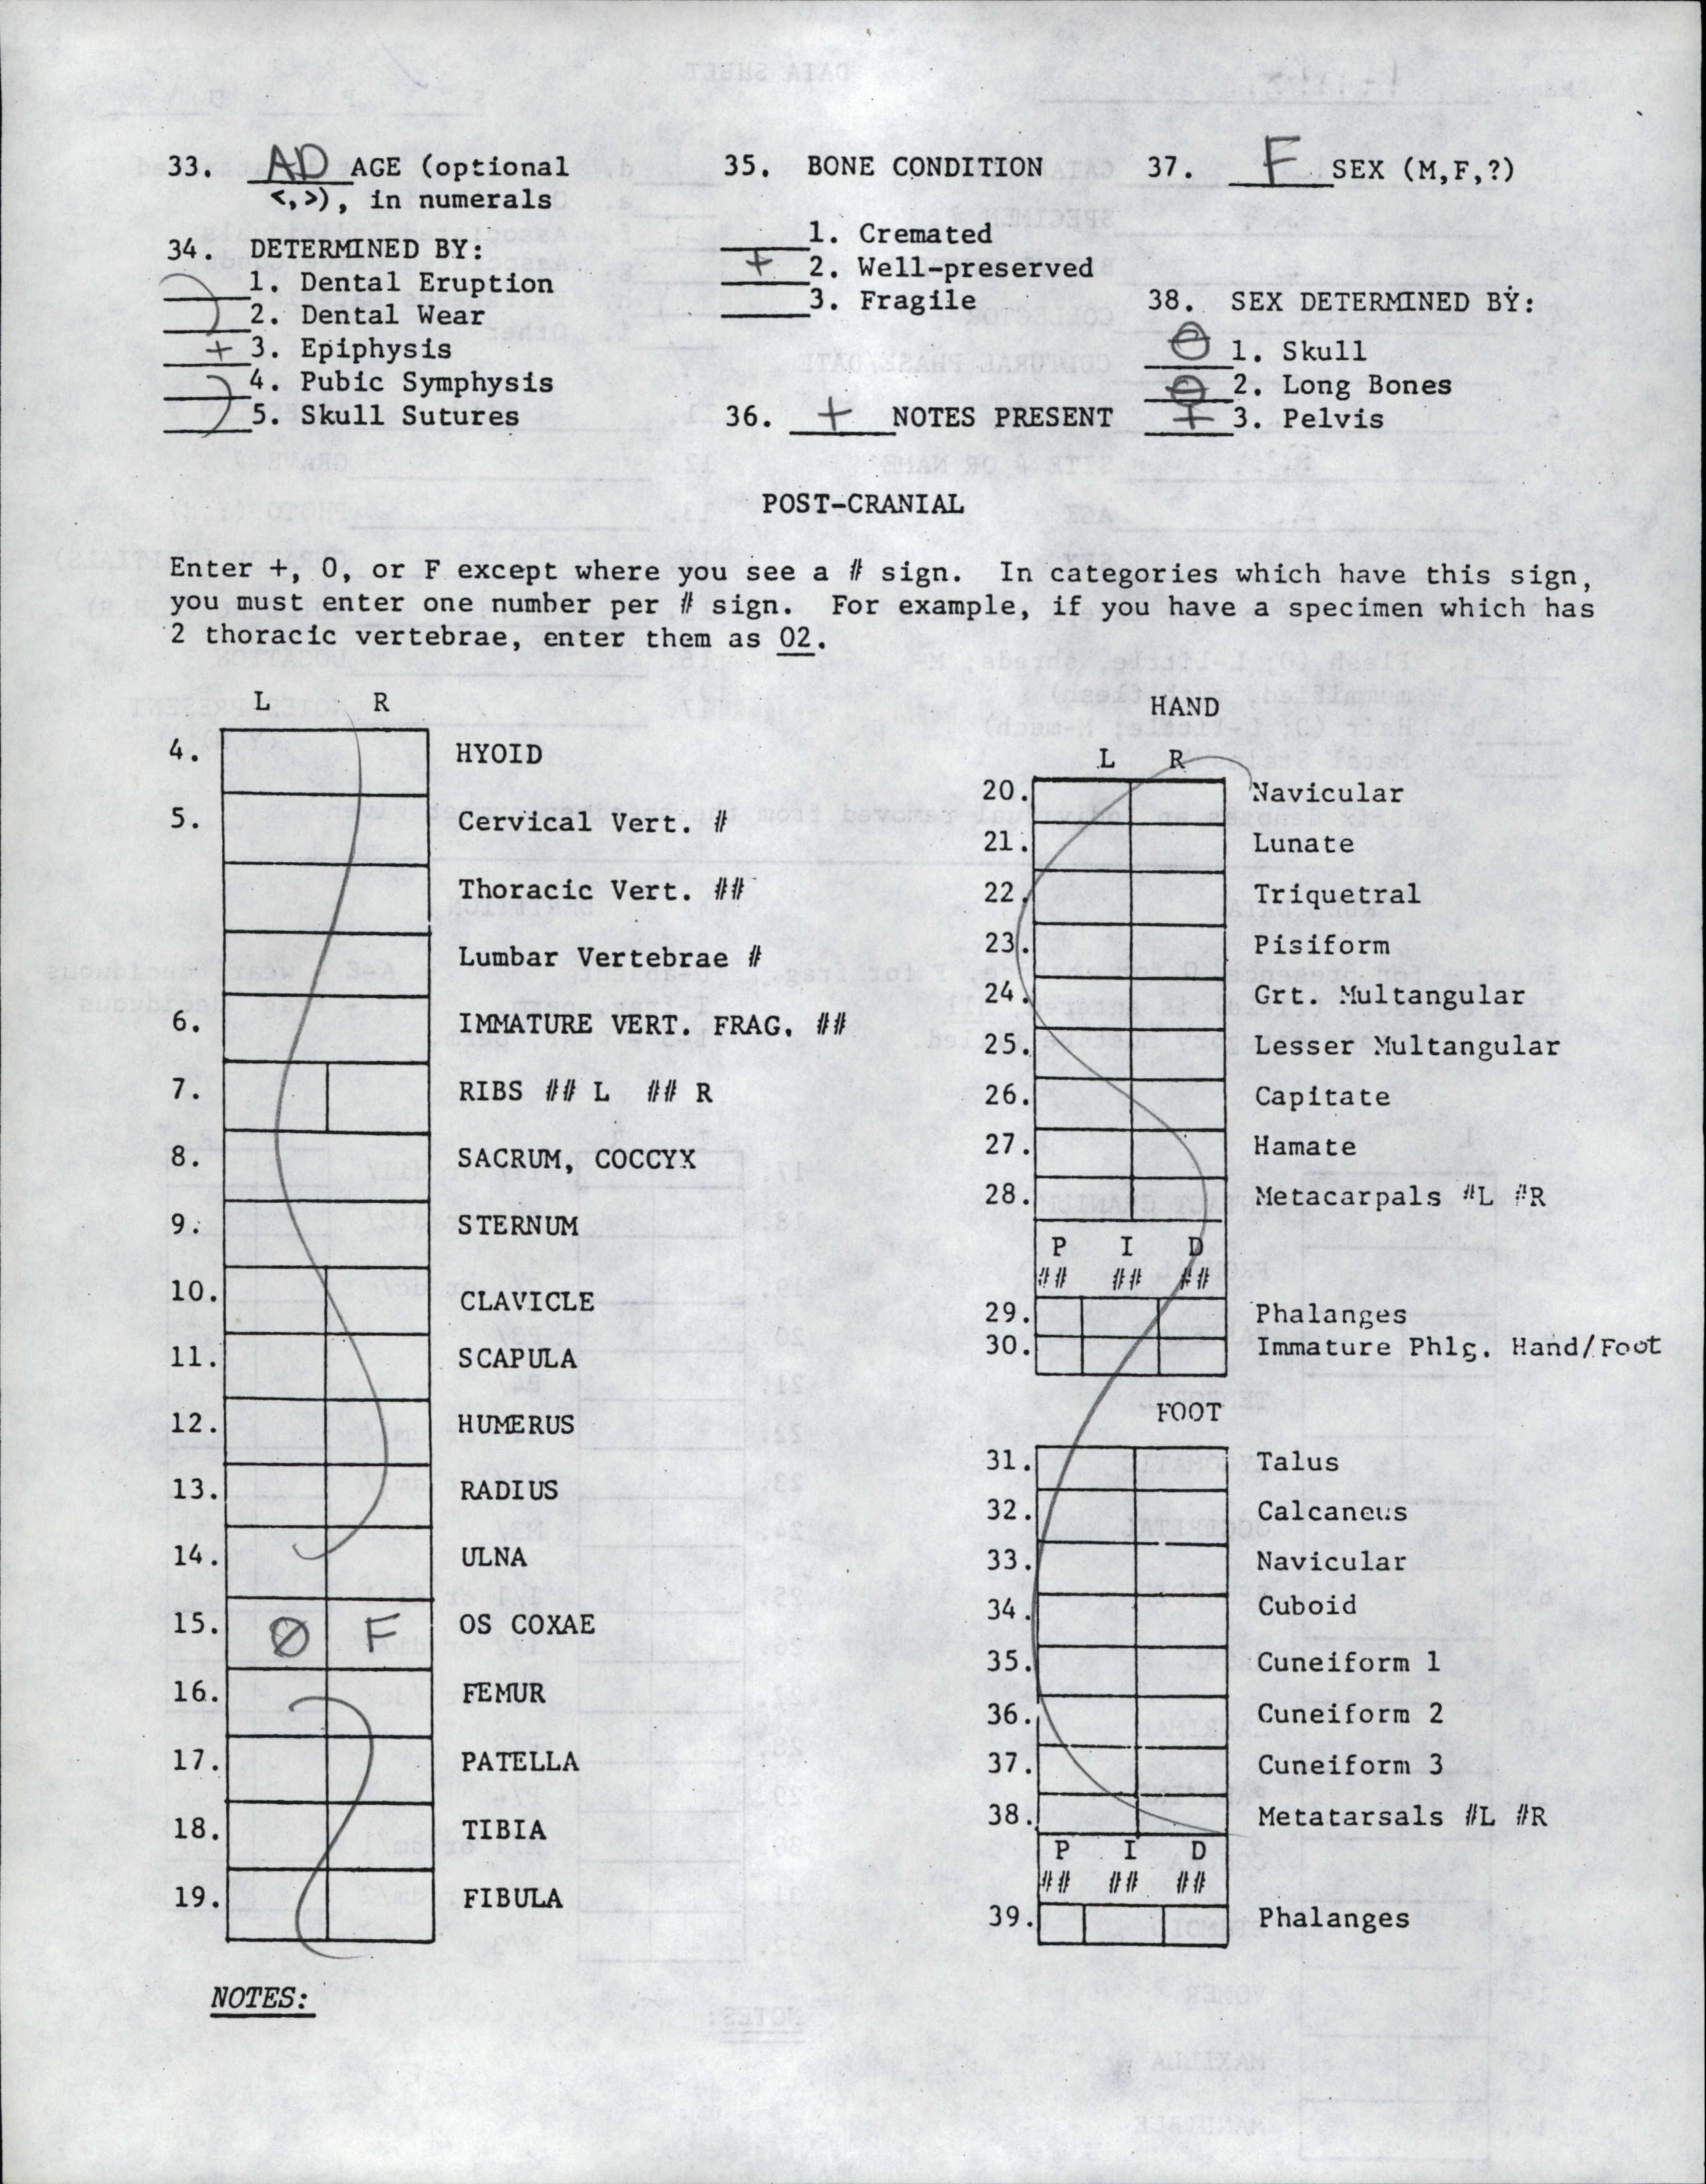 33. AD AGE (optional
<,>), in numerals
34. DETERMINED BY:
1. Dental Eruption
2. Dental Wear
+ 3. Epiphysis
4. Pubic Symphysis
5. Skull Sutures
35. BONE CONDITION
1. Cremated
+ 2. Well-preserved
3. Fragile
36. + NOTES PRESENT
37. F SEX (M,F,?)
38. SEX DETERMINED BY:
1. Skull
2. Long Bones
+ 3. Pelvis
POST-CRANIAL
Enter +, 0, or F except where you see a # sign. In categories which have this sign,
you must enter one number per # sign. For example, if you have a specimen which has
2 thoracic vertebrae, enter them as 02.
L R
4. HYOID
5. Cervical Vert. #
Thoracic Vert. ##
Lumbar Vertebrae #
6. IMMATURE VERT. FRAG. ##
7. RIBS ## L ## R
8. SACRUM, COCCYX
9. STERNUM
10. CLAVICLE
11. SCAPULA
12. HUMERUS
13. RADIUS
14. ULNA
15. Ø F OS COXAE
16. FEMUR
17. PATELLA
18. TIBIA
19. FIBULA
HAND
L R
20. Navicular
21. Lunate
22. Triquetral
23. Pisiform
24. Grt. Multangular
25. Lesser Multangular
26. Capitate
27. Hamate
28. Metacarpals #L #R
P I D
## ## ##
29. Phalanges
30. Immature Phlg. Hand/Foot
FOOT
31. Talus
32. Calcaneus
33. Navicular
34. Cuboid
35. Cuneiform 1
36. Cuneiform 2
37. Cuneiform 3
38. Metatarsals #L #R
P I D
## ## ##
39. Phalanges
NOTES: